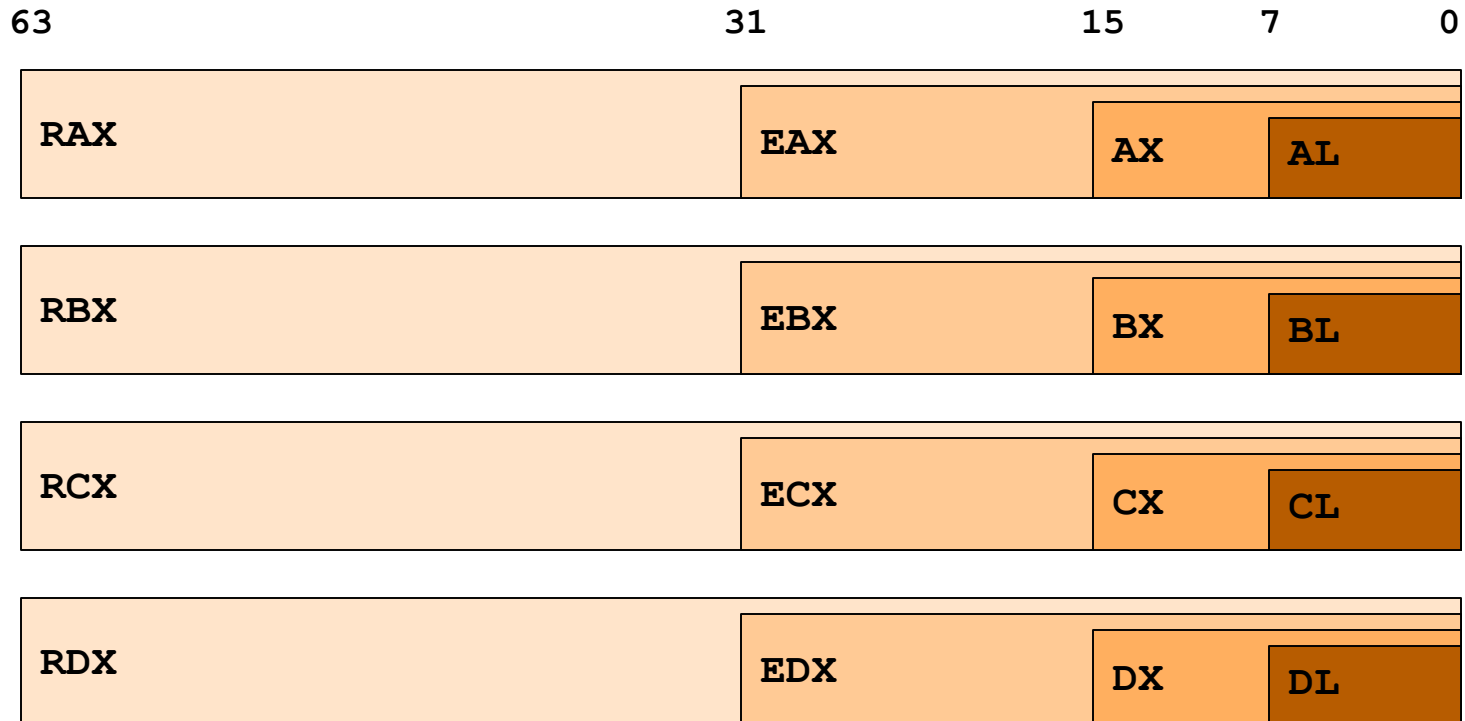 63 31 15 7 0
RAX EAX AX AL
RBX EBX BX BL
RCX ECX CX CL
RDX EDX DX DL